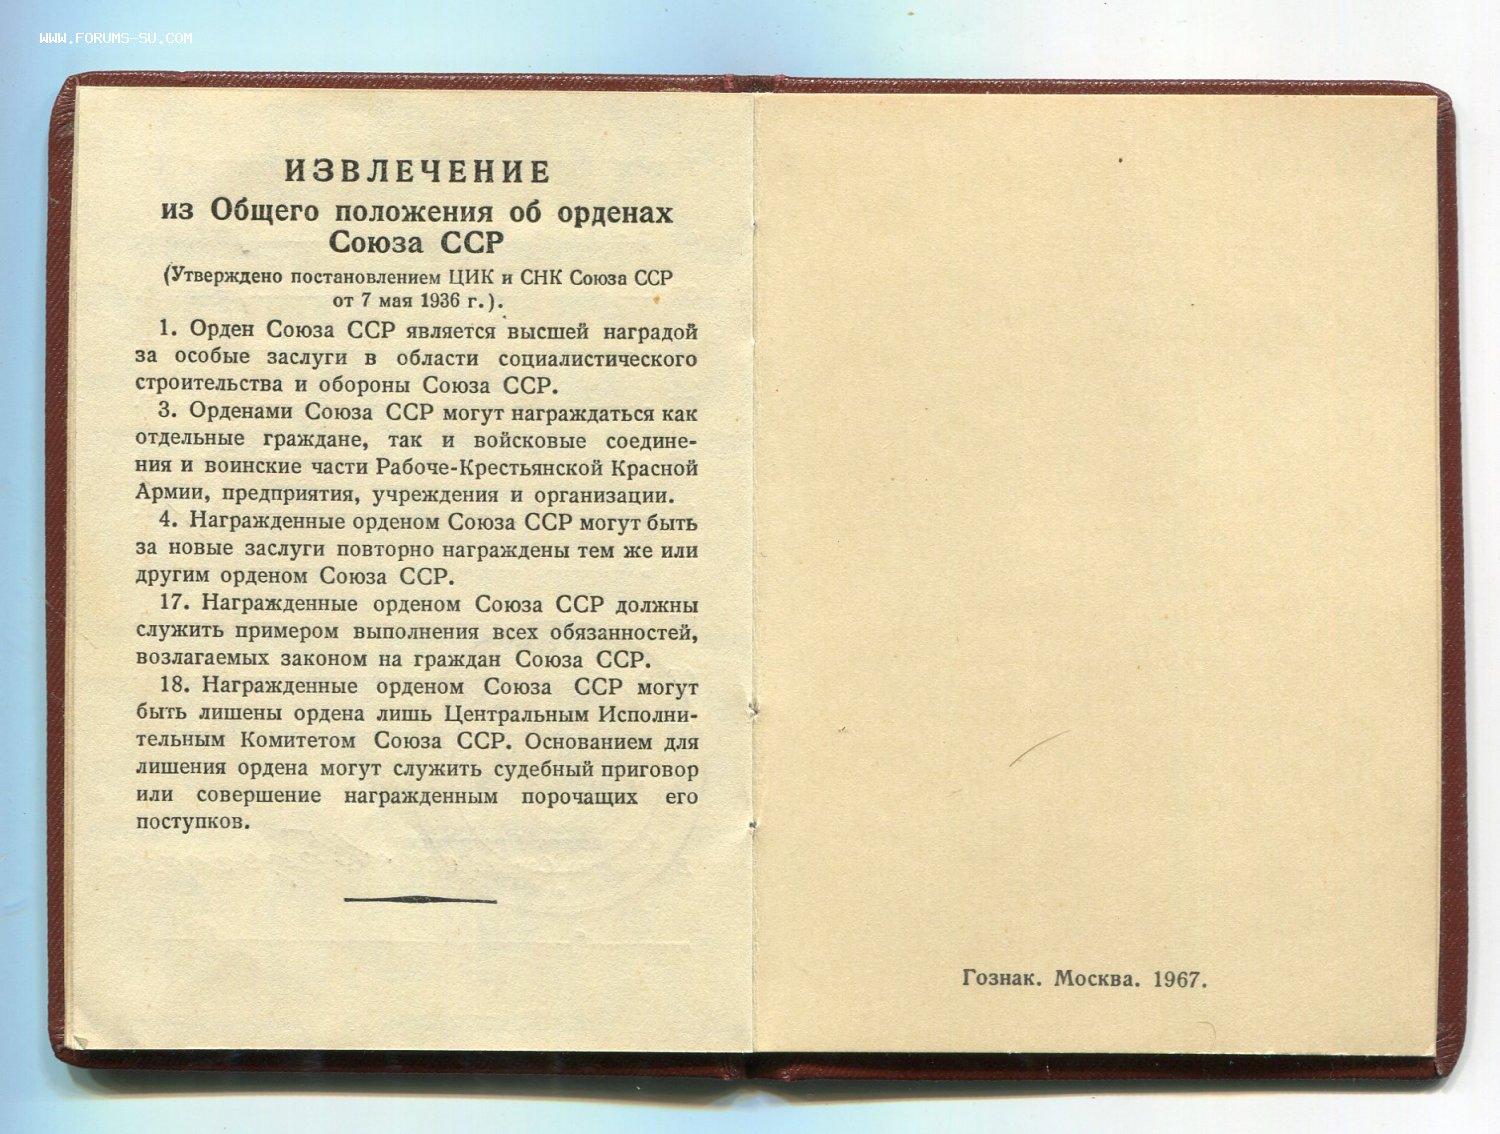 WWW.FORUMS-SU.COM
ИЗВЛЕЧЕНИЕ
из Общего положения об орденах
Союза ССР
(Утверждено постановлением ЦИК и СНК Союза ССР
от 7 мая 1936 г.).
1. Орден Союза ССР является высшей наградой
за особые заслуги в области социалистического
строительства и обороны Союза ССР.
3. Орденами Союза ССР могут награждаться как
отдельные граждане, так и войсковые соедине-
ния и воинские части Рабоче-Крестьянской Красной
Армии, предприятия, учреждения и организации.
4. Награжденные орденом Союза ССР могут быть
за новые заслуги повторно награждены тем же или
другим орденом Союза ССР.
17. Награжденные орденом Союза ССР должны
служить примером выполнения всех обязанностей,
возлагаемых законом на граждан Союза ССР.
18. Награжденные орденом Союза ССР могут
быть лишены ордена лишь Центральным Исполни-
тельным Комитетом Союза ССР. Основанием для
лишения ордена могут служить судебный приговор
или совершение награжденным порочащих его
поступков.
Гознак. Москва. 1967.